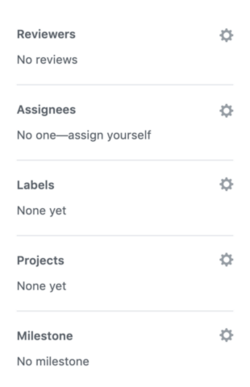 Reviewers
No reviews
Assignees
No one—assign yourself
Labels
None yet
Projects
None yet
Milestone
No milestone